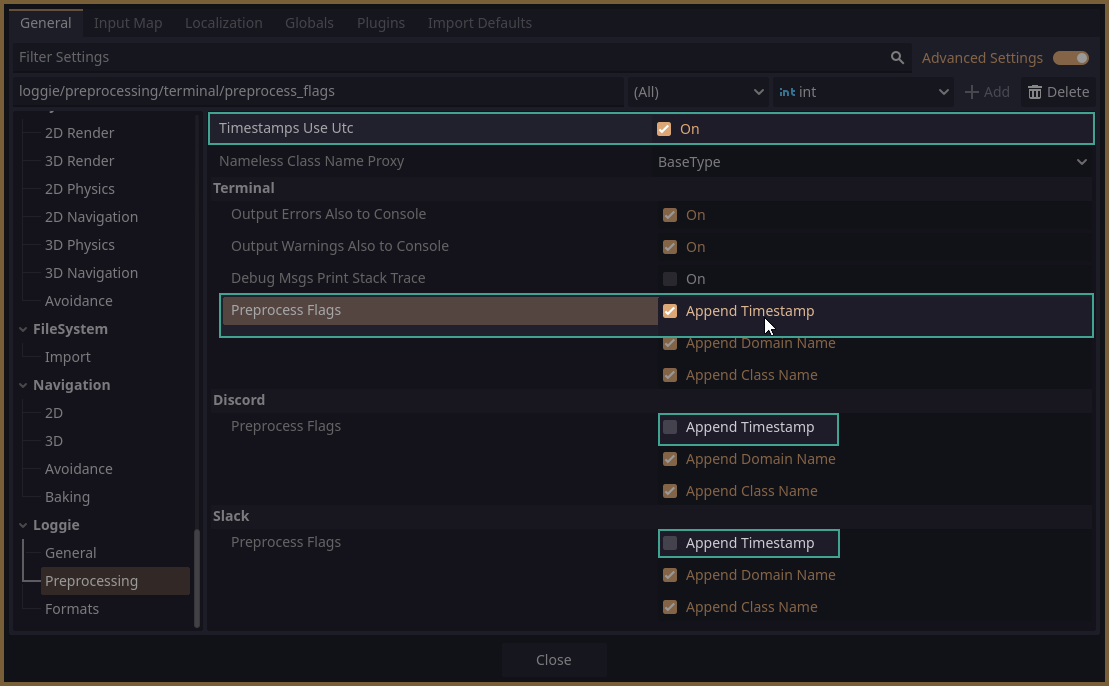 General Input Map Localization Globals Plugins Import Defaults
Filter Settings Advanced Settings
loggie/preprocessing/terminal/preprocess_flags (All) int int Add Delete
2D Render
3D Render
2D Physics
2D Navigation
3D Physics
3D Navigation
Avoidance
FileSystem
Import
Navigation
2D
3D
Avoidance
Baking
Loggie
General
Preprocessing
Formats
Timestamps Use Utc On
Nameless Class Name Proxy BaseType
Terminal
Output Errors Also to Console On
Output Warnings Also to Console On
Debug Msgs Print Stack Trace On
Preprocess Flags Append Timestamp
Append Domain Name
Append Class Name
Discord
Preprocess Flags Append Timestamp
Append Domain Name
Append Class Name
Slack
Preprocess Flags Append Timestamp
Append Domain Name
Append Class Name
Close